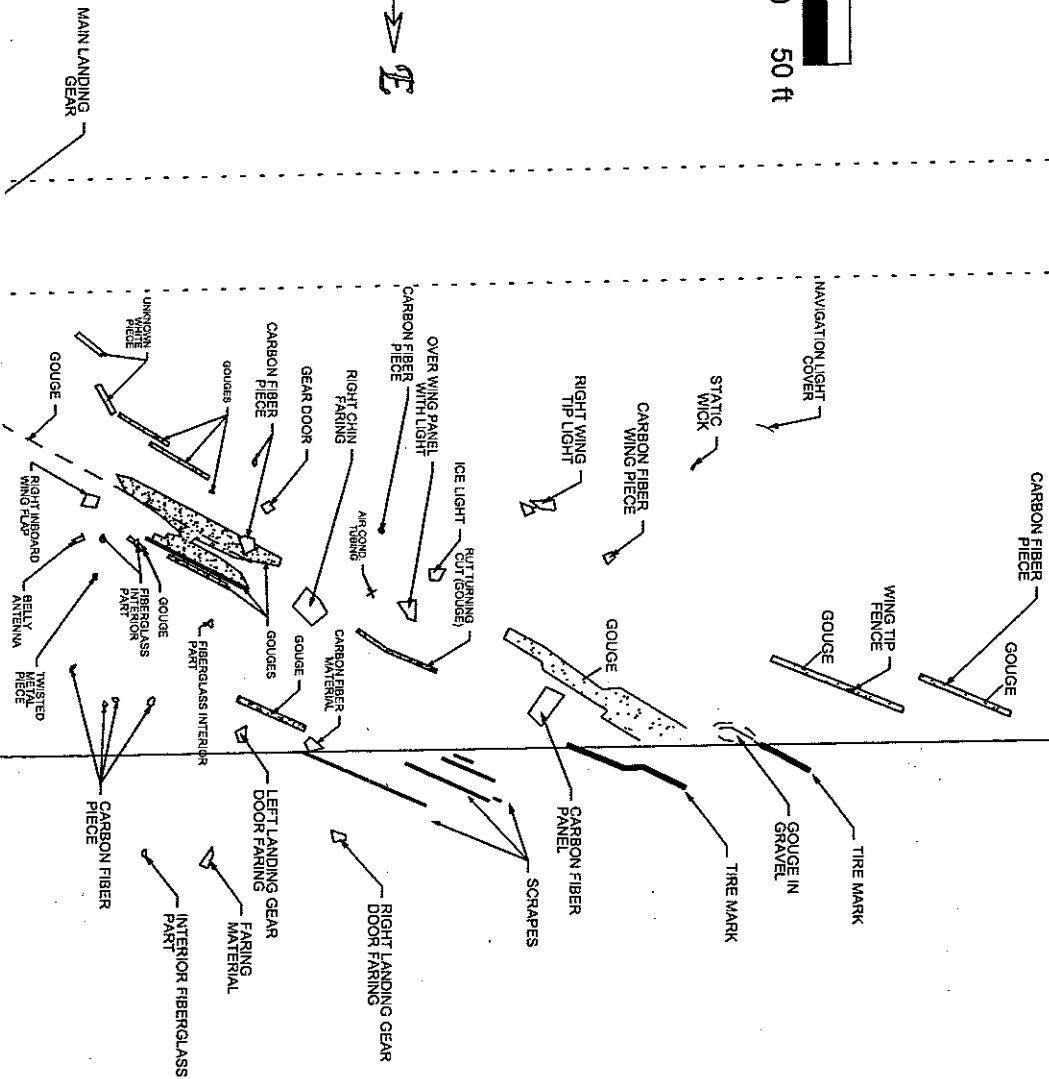 MAIN LANDING
GEAR
E
50 ft
NAVIGATION LIGHT
COVER
STATIC
WICK
CARBON FIBER
WING PIECE
RIGHT WING
TIP LIGHT
CARBON FIBER
PIECE
GOUGE
WING TIP
FENCE
GOUGE
OVER WING PANEL
WITH LIGHT
ICE LIGHT
RUT TURNING
CUT (GOUGE)
CARBON FIBER
PIECE
AIR COND.
TUBING
RIGHT CHIN
FARING
GEAR DOOR
CARBON FIBER
PIECE
GOUGES
UNKNOWN
WHITE
PIECE
GOUGE
RIGHT INBOARD
WING FLAP
BELLY
ANTENNA
TWISTED
METAL
PIECE
GOUGE
FIBERGLASS
INTERIOR
PART
FIBERGLASS INTERIOR
PART
GOUGES
GOUGE
CARBON FIBER
MATERIAL
GOUGE
TIRE MARK
GOUGE IN
GRAVEL
TIRE MARK
CARBON FIBER
PANEL
SCRAPES
RIGHT LANDING GEAR
DOOR FARING
LEFT LANDING GEAR
DOOR FARING
FARING
MATERIAL
INTERIOR FIBERGLASS
PART
CARBON FIBER
PIECE